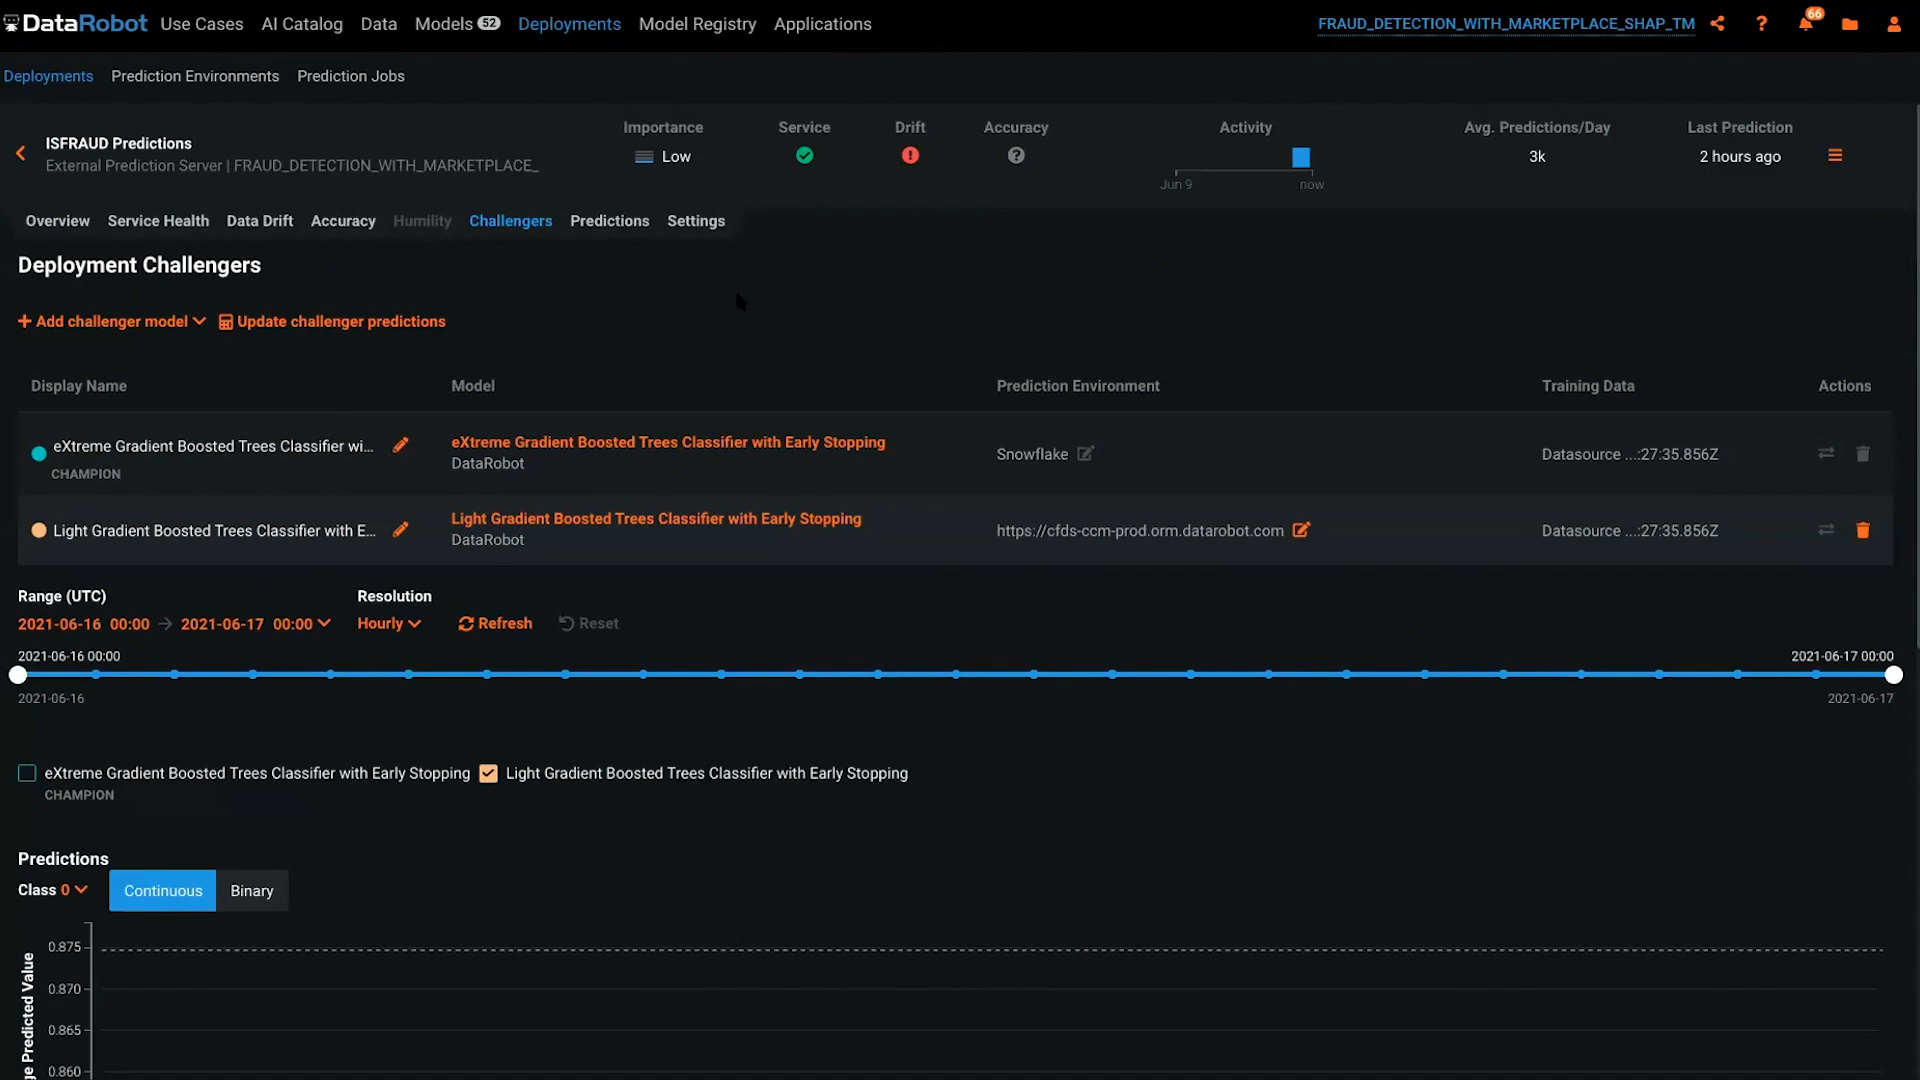 DataRobot Use Cases AI Catalog Data Models 52 Deployments Model Registry Applications FRAUD_DETECTION_WITH_MARKETPLACE_SHAP_TM ? 66
Deployments Prediction Environments Prediction Jobs
Importance Service Drift Accuracy Activity Avg. Predictions/Day Last Prediction
ISFRAUD Predictions
Low ! ? 3k 2 hours ago
External Prediction Server | FRAUD_DETECTION_WITH_MARKETPLACE_
Jun 9 now
Overview Service Health Data Drift Accuracy Humility Challengers Predictions Settings
Deployment Challengers
+ Add challenger model Update challenger predictions
Display Name Model Prediction Environment Training Data Actions
eXtreme Gradient Boosted Trees Classifier wi... eXtreme Gradient Boosted Trees Classifier with Early Stopping Snowflake Datasource ...:27:35.856Z
CHAMPION DataRobot
Light Gradient Boosted Trees Classifier with E... Light Gradient Boosted Trees Classifier with Early Stopping https://cfds-ccm-prod.orm.datarobot.com Datasource ...:27:35.856Z
DataRobot
Range (UTC) Resolution
2021-06-16 00:00 → 2021-06-17 00:00 Hourly Refresh Reset
2021-06-16 00:00 2021-06-17 00:00
2021-06-16 2021-06-17
eXtreme Gradient Boosted Trees Classifier with Early Stopping Light Gradient Boosted Trees Classifier with Early Stopping
CHAMPION
Predictions
Class 0 Continuous Binary
0.875
0.870
0.865
0.860
ge Predicted Value